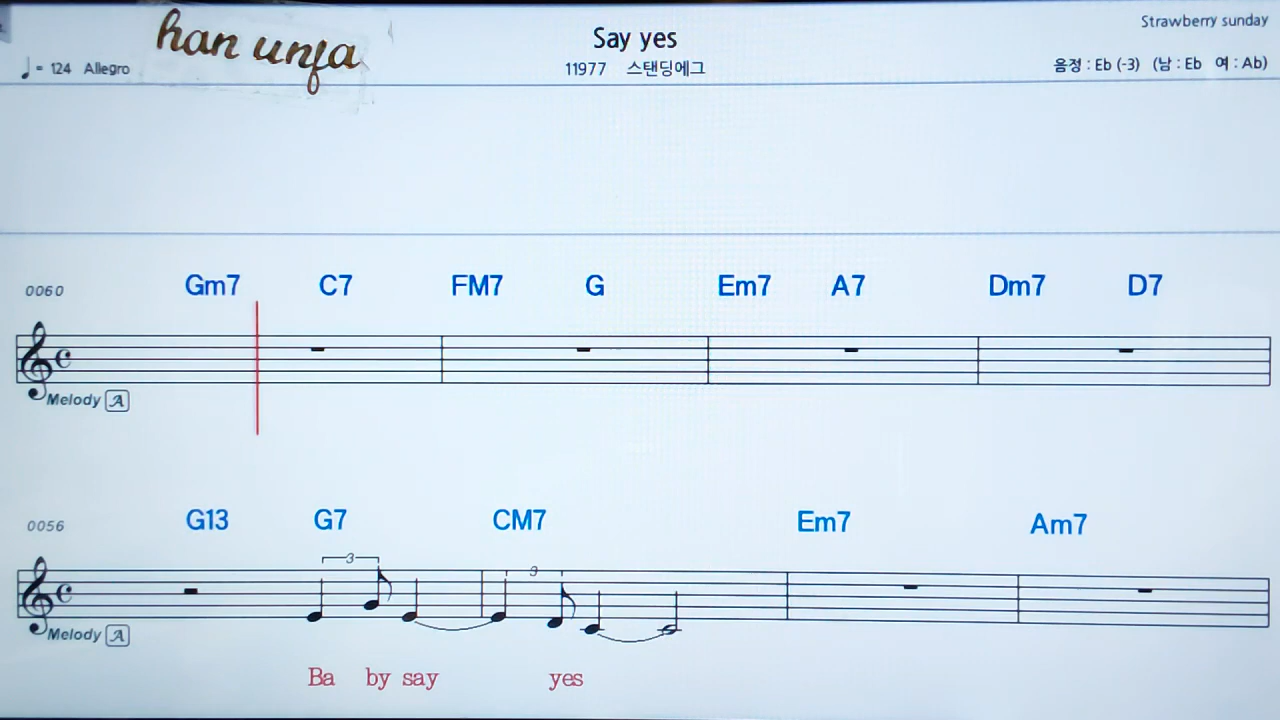 han unfa
Say yes
Strawberry sunday
♩= 124 Allegro
11977 스탠딩에그
음정 : Eb (-3) (남 : Eb 여 : Ab)
0060 Gm7 C7 FM7 G Em7 A7 Dm7 D7
Melody A
0056 G13 G7 CM7 Em7 Am7
3 3
Melody A
Ba by say yes